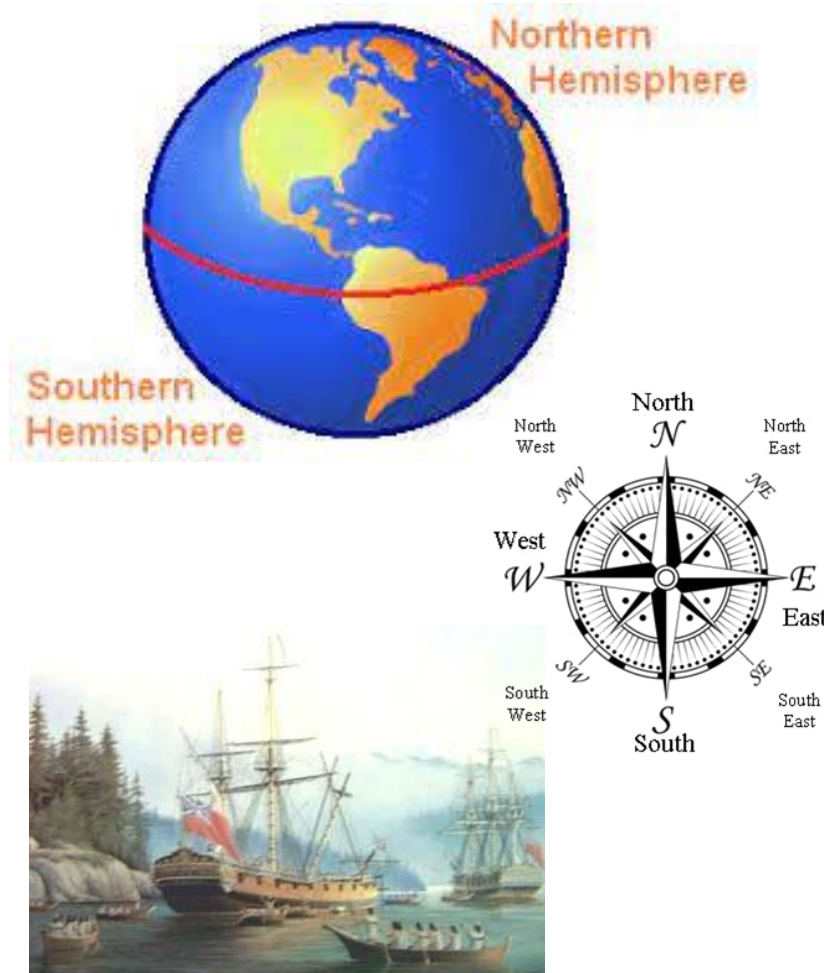 Northern
Hemisphere
Southern
Hemisphere
North
N
North
West
North
East
NW
NE
West
W
E
East
SW
SE
South
West
South
East
S
South